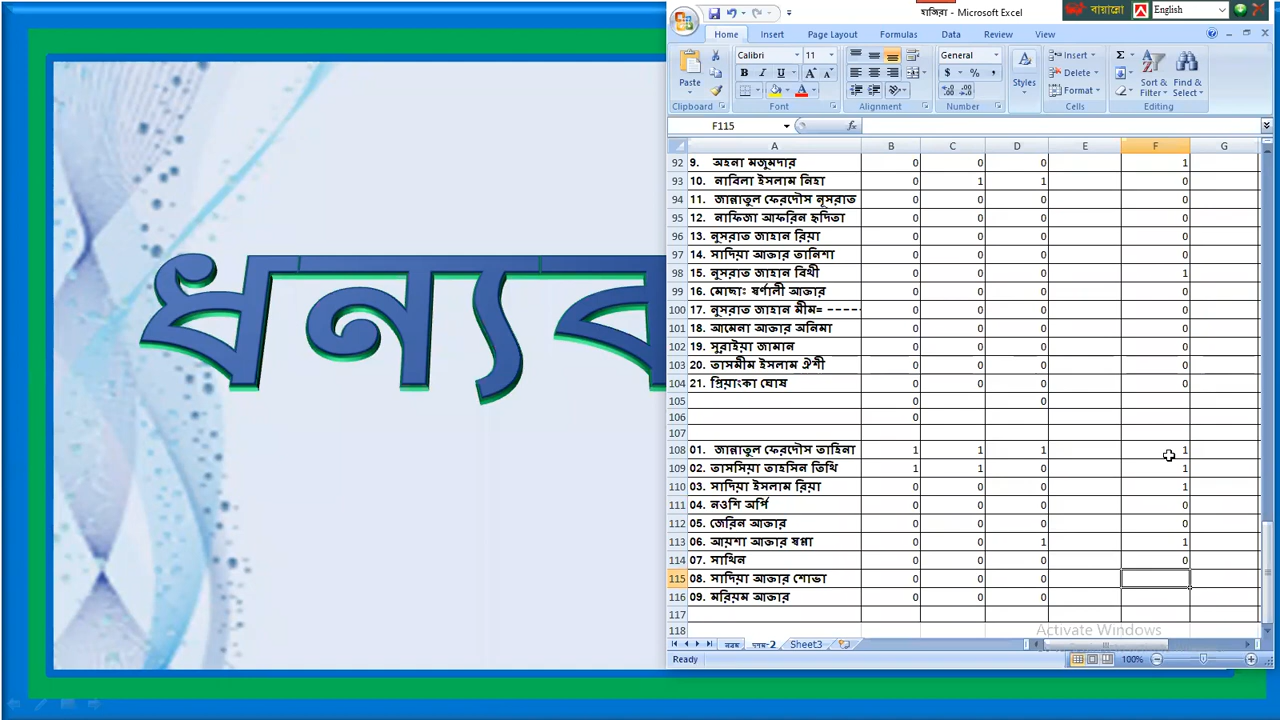 ধন্যব
হাজিরা - Microsoft Excel
বায়ান্নো English
Home Insert Page Layout Formulas Data Review View
Paste
Clipboard
Calibri 11
B I U
Font
Alignment
General
$ % ,
Number
Styles
Insert
Delete
Format
Cells
Σ
Sort & Filter
Find & Select
Editing
F115 fx
A B C D E F G
92 9. অহনা মজুমদার 0 0 0 1
93 10. নাবিলা ইসলাম নিহা 0 1 1 0
94 11. জান্নাতুল ফেরদৌস নূসরাত 0 0 0 0
95 12. নাফিজা আফরিন হৃদিতা 0 0 0 0
96 13. নূসরাত জাহান রিয়া 0 0 0 0
97 14. সাদিয়া আক্তার তানিশা 0 0 0 0
98 15. নূসরাত জাহান বিথী 0 0 0 1
99 16. মোছাঃ স্বর্ণালী আক্তার 0 0 0 0
100 17. নূসরাত জাহান মীম= ----- 0 0 0 0
101 18. আমেনা আক্তার অনিমা 0 0 0 0
102 19. সুরাইয়া জামান 0 0 0 0
103 20. তাসমীম ইসলাম ঐশী 0 0 0 0
104 21. প্রিয়াংকা ঘোষ 0 0 0 0
105 0 0
106 0
107
108 01. জান্নাতুল ফেরদৌস তাহিনা 1 1 1 1
109 02. তাসসিয়া তাহসিন তিথি 1 1 0 1
110 03. সাদিয়া ইসলাম রিয়া 0 0 0 1
111 04. নওশি অর্পি 0 0 0 0
112 05. জেরিন আক্তার 0 0 0 0
113 06. আয়শা আক্তার স্বপ্না 0 0 1 1
114 07. সাথিন 0 0 0 0
115 08. সাদিয়া আক্তার শোভা 0 0 0
116 09. মরিয়ম আক্তার 0 0 0 0
117
118
Activate Windows
নবম দশম-2 Sheet3
Ready 100%